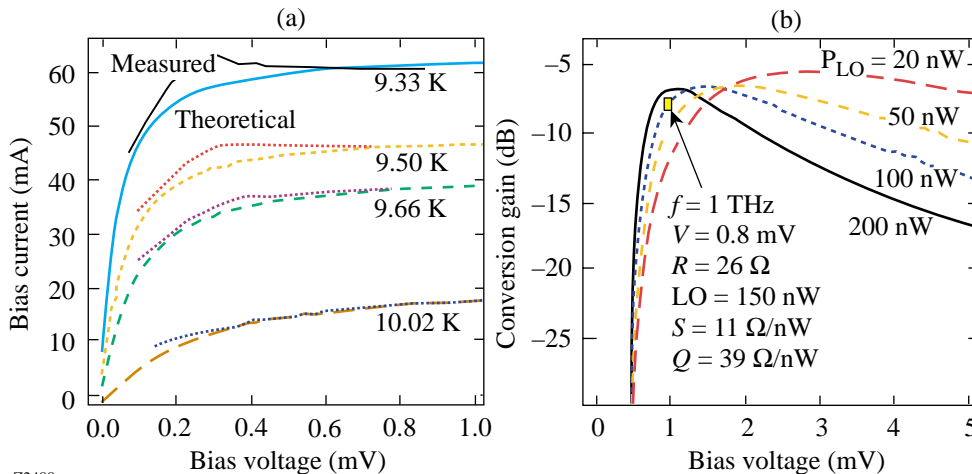 (a)
Bias current (mA)
60
50
40
30
20
10
0
Measured
9.33 K
Theoretical
9.50 K
9.66 K
10.02 K
0.0 0.2 0.4 0.6 0.8 1.0
Bias voltage (mV)
(b)
Conversion gain (dB)
–5
–10
–15
–20
–25
P_LO = 20 nW
50 nW
100 nW
200 nW
f = 1 THz
V = 0.8 mV
R = 26 Ω
LO = 150 nW
S = 11 Ω/nW
Q = 39 Ω/nW
0 1 2 3 4 5
Bias voltage (mV)